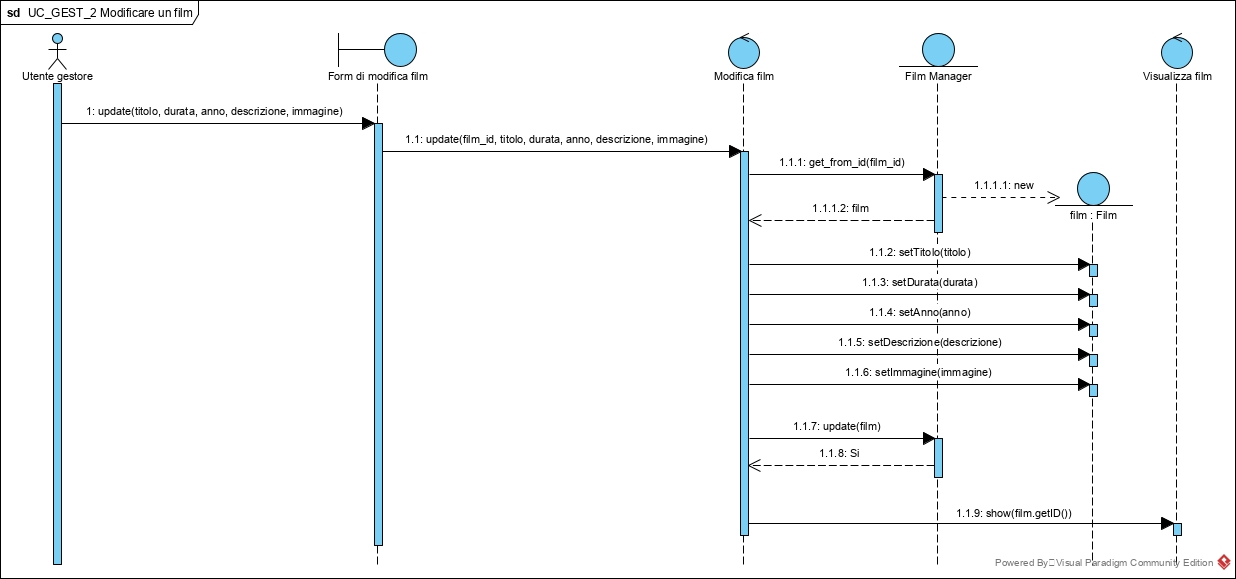 sd UC_GEST_2 Modificare un film
Utente gestore
Form di modifica film
Modifica film
Film Manager
Visualizza film
1: update(titolo, durata, anno, descrizione, immagine)
1.1: update(film_id, titolo, durata, anno, descrizione, immagine)
1.1.1: get_from_id(film_id)
1.1.1.1: new
1.1.1.2: film
film : Film
1.1.2: setTitolo(titolo)
1.1.3: setDurata(durata)
1.1.4: setAnno(anno)
1.1.5: setDescrizione(descrizione)
1.1.6: setImmagine(immagine)
1.1.7: update(film)
1.1.8: Si
1.1.9: show(film.getID())
Powered By Visual Paradigm Community Edition